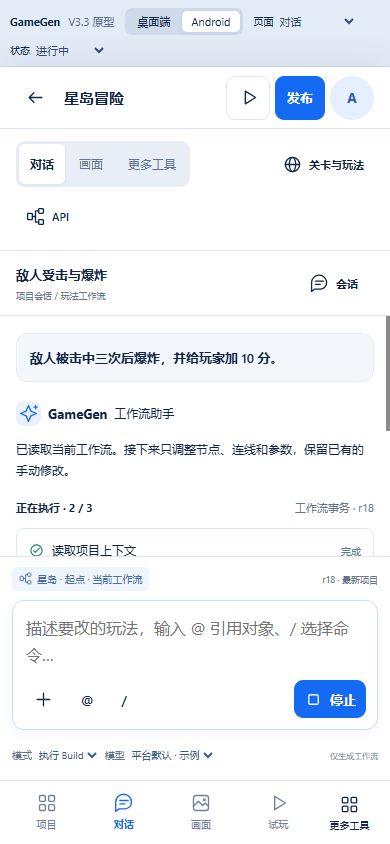 GameGen V3.3 原型 桌面端 Android 页面 对话
状态 进行中
星岛冒险 发布 A
对话 画面 更多工具 关卡与玩法
API
敌人受击与爆炸
项目会话 / 玩法工作流
会话
敌人被击中三次后爆炸，并给玩家加 10 分。
GameGen 工作流助手
已读取当前工作流。接下来只调整节点、连线和参数，保留已有的
手动修改。
正在执行 · 2 / 3 工作流事务 · r18
读取项目上下文 完成
星岛 · 起点 · 当前工作流 r18 · 最新项目
描述要改的玩法，输入 @ 引用对象、/ 选择命
令...
@ / 停止
模式 执行 Build 模型 平台默认 · 示例 仅生成工作流
项目 对话 画面 试玩 更多工具